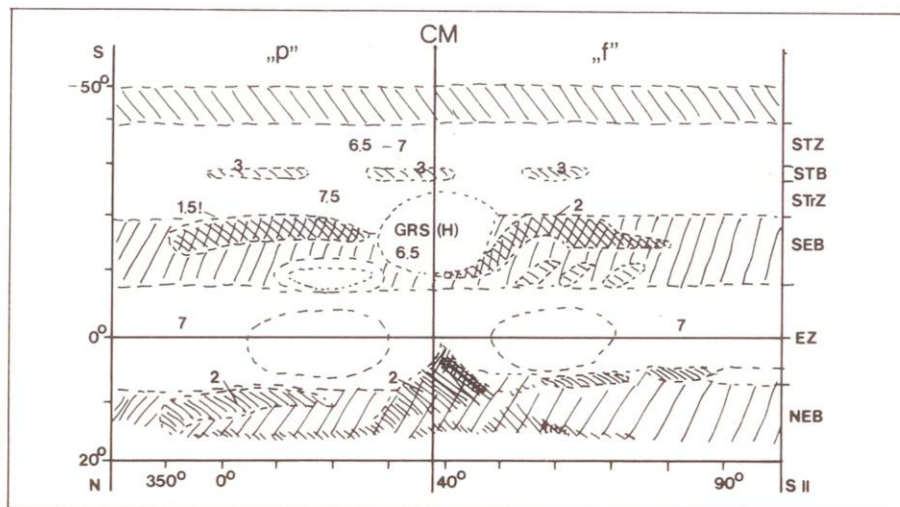 CM
S „p” „f”
-50°
6.5 - 7 STZ
3 3 3 STB
7.5 STrZ
1.5! 2
GRS (H) SEB
6.5
7 7
0° EZ
2 2
NEB
20°
N 350° 0° 40° 90° S II